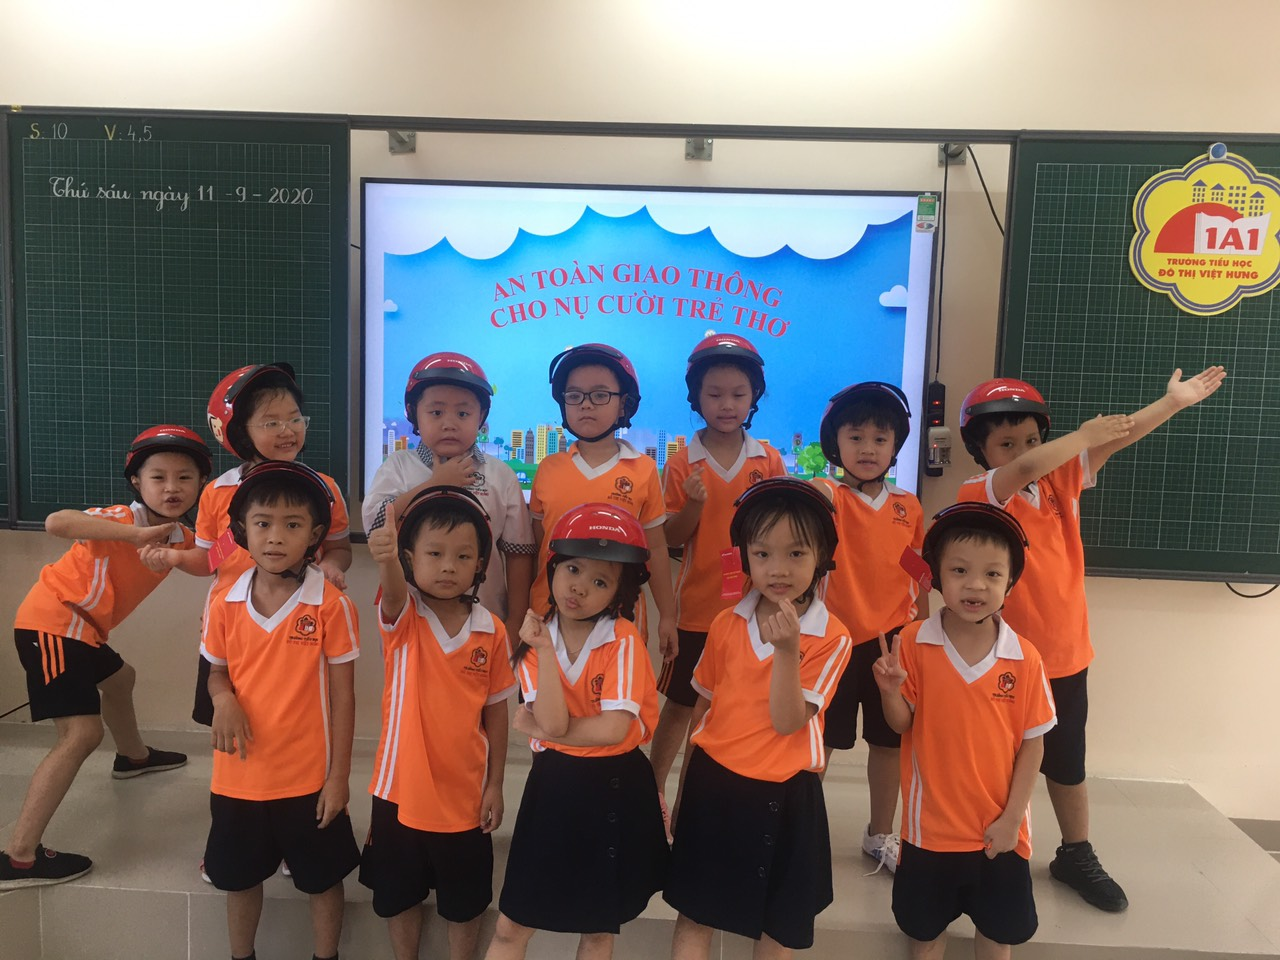 S: 10 V: 4,5
Thứ sáu ngày 11 - 9 - 2020
AN TOÀN GIAO THÔNG
CHO NỤ CƯỜI TRẺ THƠ
1A1
TRƯỜNG TIỂU HỌC
ĐÔ THỊ VIỆT HƯNG
HONDA
HONDA